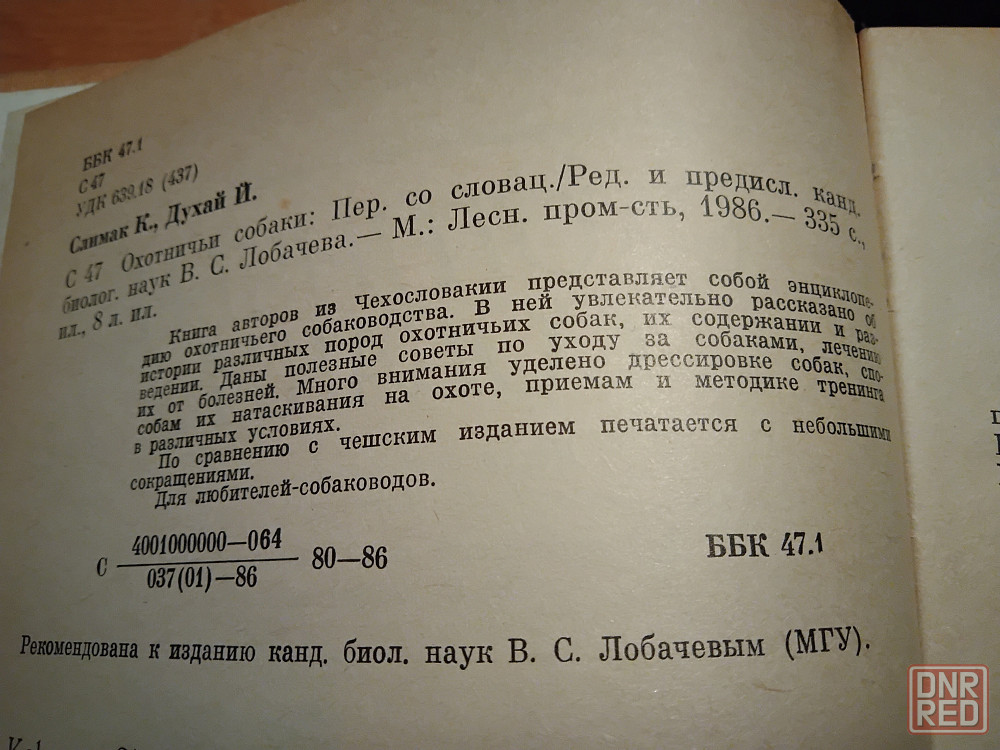 ББК 47.1
С 47
УДК 639.18 (437)
Слимак К., Духай Й.
С 47 Охотничьи собаки: Пер. со словац./Ред. и предисл. канд.
биолог. наук В. С. Лобачева.— М.: Лесн. пром-сть, 1986.— 335 с.,
ил., 8 л. ил.
Книга авторов из Чехословакии представляет собой энциклопе-
дию охотничьего собаководства. В ней увлекательно рассказано об
истории различных пород охотничьих собак, их содержании и раз-
ведении. Даны полезные советы по уходу за собаками, лечению
их от болезней. Много внимания уделено дрессировке собак, спо-
собам их натаскивания на охоте, приемам и методике тренинга
в различных условиях.
По сравнению с чешским изданием печатается с небольшими
сокращениями.
Для любителей-собаководов.
С 4001000000—064
037(01)—86 80—86 ББК 47.1
Рекомендована к изданию канд. биол. наук В. С. Лобачевым (МГУ).
DNR
RED